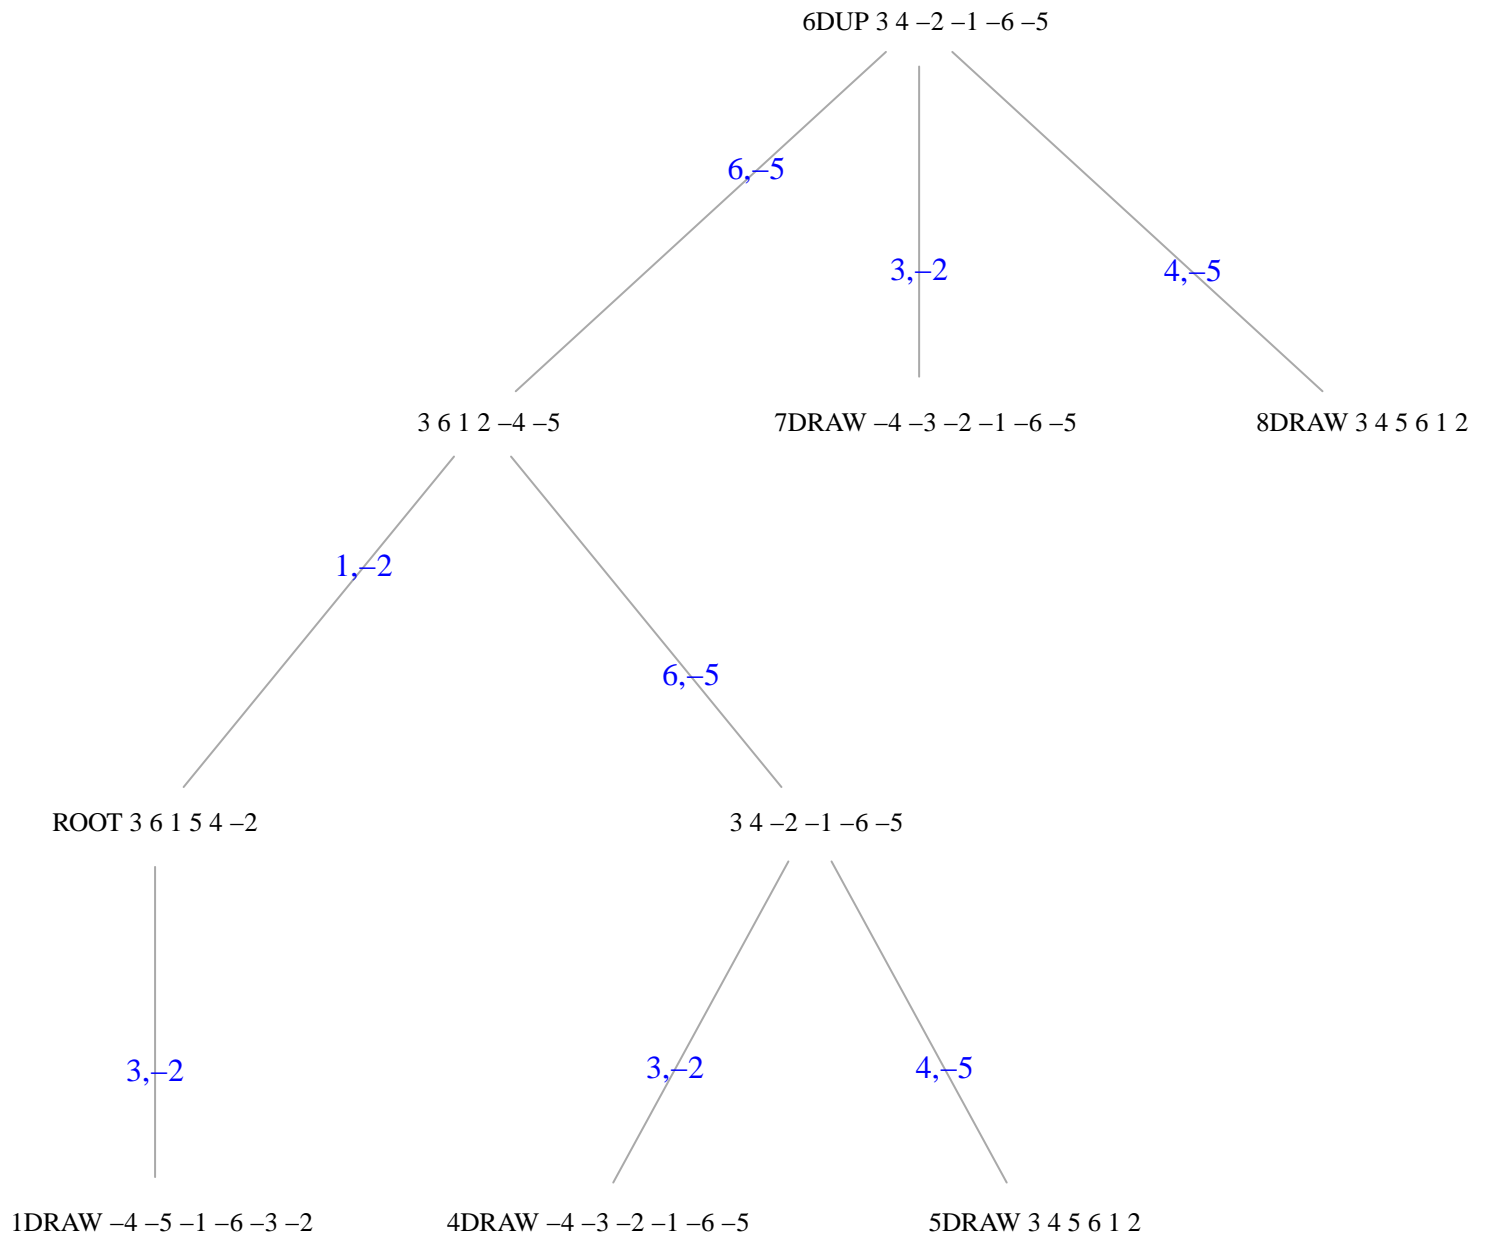 6DUP 3 4 –2 –1 –6 –5
6,–5
3,–2
4,–5
3 6 1 2 –4 –5
7DRAW –4 –3 –2 –1 –6 –5
8DRAW 3 4 5 6 1 2
1,–2
6,–5
ROOT 3 6 1 5 4 –2
3 4 –2 –1 –6 –5
3,–2
3,–2
4,–5
1DRAW –4 –5 –1 –6 –3 –2
4DRAW –4 –3 –2 –1 –6 –5
5DRAW 3 4 5 6 1 2